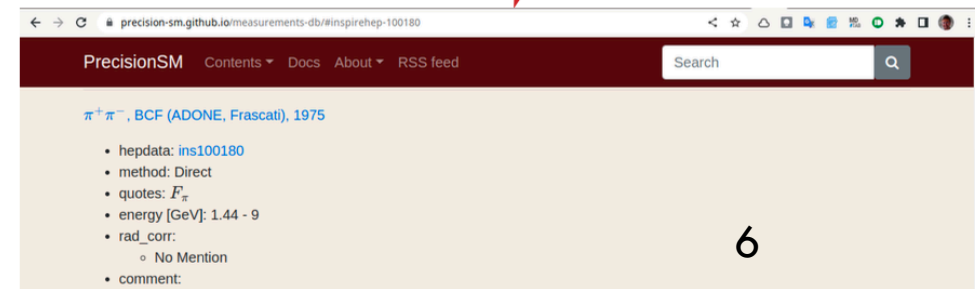 precision-sm.github.io/measurements-db/#inspirehep-100180
PrecisionSM Contents Docs About RSS feed Search
π⁺π⁻, BCF (ADONE, Frascati), 1975
• hepdata: ins100180
• method: Direct
• quotes: Fπ
• energy [GeV]: 1.44 - 9
• rad_corr:
◦ No Mention
• comment:
6